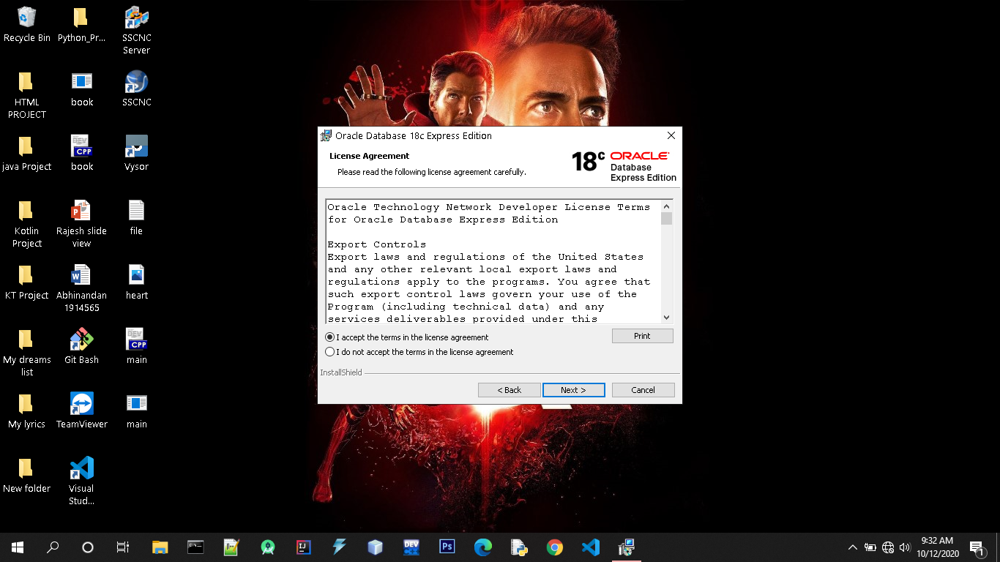 Recycle Bin
Python_Pr...
SSCNC
Server
HTML
PROJECT
book
SSCNC
java Project
DEV
CPP
book
Vysor
Kotlin
Project
Rajesh slide
view
file
KT Project
Abhinandan
1914565
heart
My dreams
list
Git Bash
DEV
CPP
main
My lyrics
TeamViewer
main
New folder
Visual
Stud...
Oracle Database 18c Express Edition
License Agreement
Please read the following license agreement carefully.
18c ORACLE
Database
Express Edition
Oracle Technology Network Developer License Terms
for Oracle Database Express Edition
Export Controls
Export laws and regulations of the United States
and any other relevant local export laws and
regulations apply to the programs. You agree that
such export control laws govern your use of the
Program (including technical data) and any
services deliverables provided under this
I accept the terms in the license agreement
Print
I do not accept the terms in the license agreement
InstallShield
< Back
Next >
Cancel
IJ
DEV
Ps
9:32 AM
10/12/2020
1